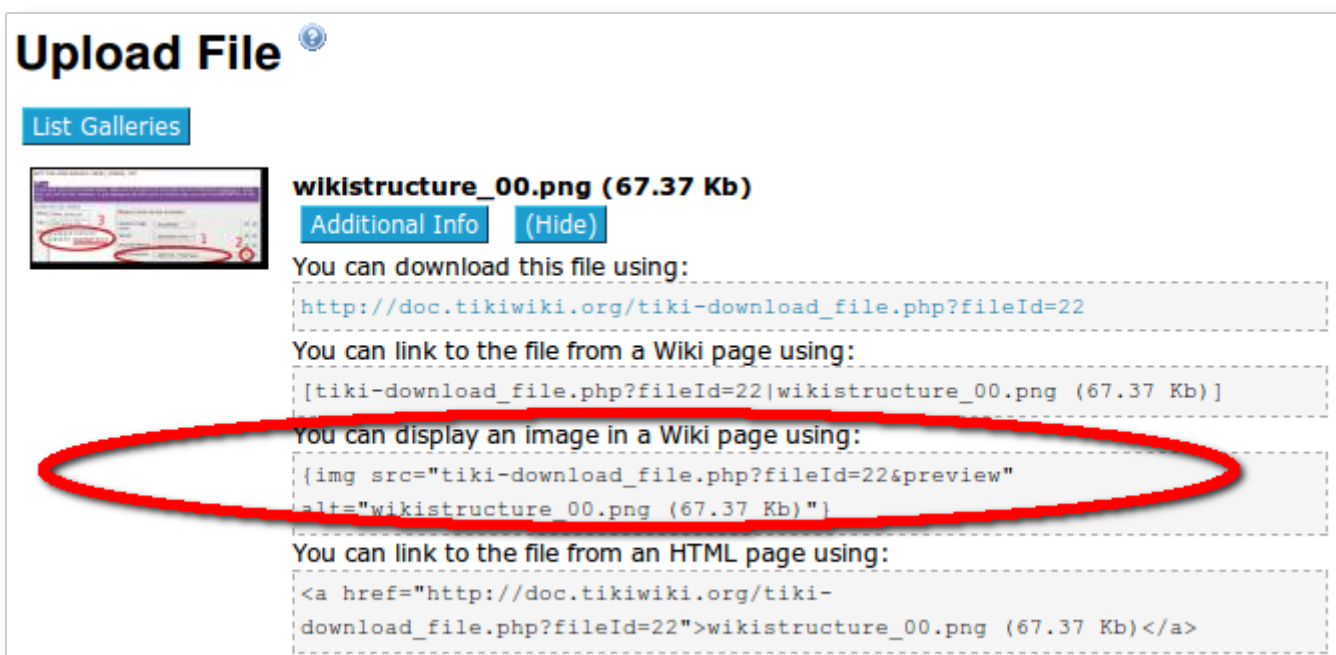 Upload File
List Galleries
wikistructure_00.png (67.37 Kb)
Additional Info (Hide)
You can download this file using:
http://doc.tikiwiki.org/tiki-download_file.php?fileId=22
You can link to the file from a Wiki page using:
[tiki-download_file.php?fileId=22|wikistructure_00.png (67.37 Kb)]
You can display an image in a Wiki page using:
{img src="tiki-download_file.php?fileId=22&preview"
alt="wikistructure_00.png (67.37 Kb)"}
You can link to the file from an HTML page using:
<a href="http://doc.tikiwiki.org/tiki-
download_file.php?fileId=22">wikistructure_00.png (67.37 Kb)</a>
3
1
2